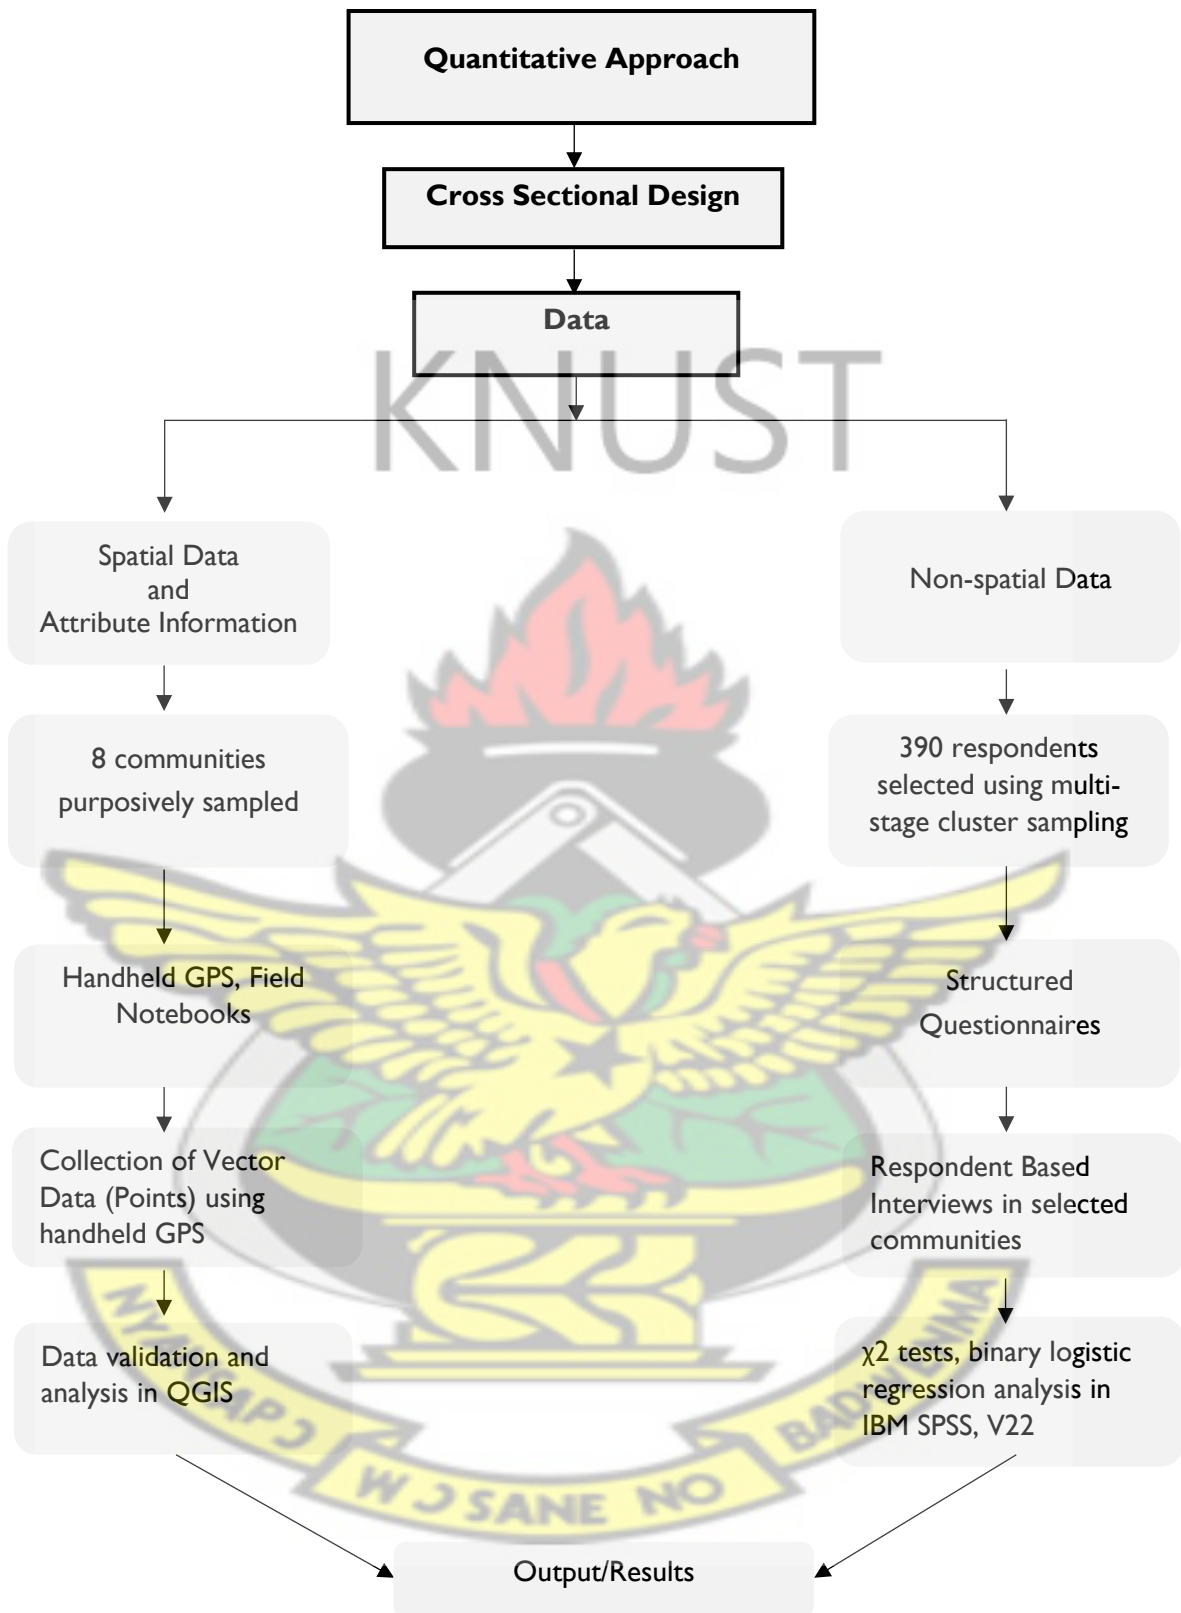 Quantitative Approach
Cross Sectional Design
Data
KNUST
Spatial Data
and
Attribute Information
Non-spatial Data
8 communities
purposively sampled
390 respondents
selected using multi-
stage cluster sampling
Handheld GPS, Field
Notebooks
Structured
Questionnaires
Collection of Vector
Data (Points) using
handheld GPS
Respondent Based
Interviews in selected
communities
Data validation and
analysis in QGIS
χ2 tests, binary logistic
regression analysis in
IBM SPSS, V22
NYANSAPƆ
WƆ SANE NO
BADWENMA
Output/Results